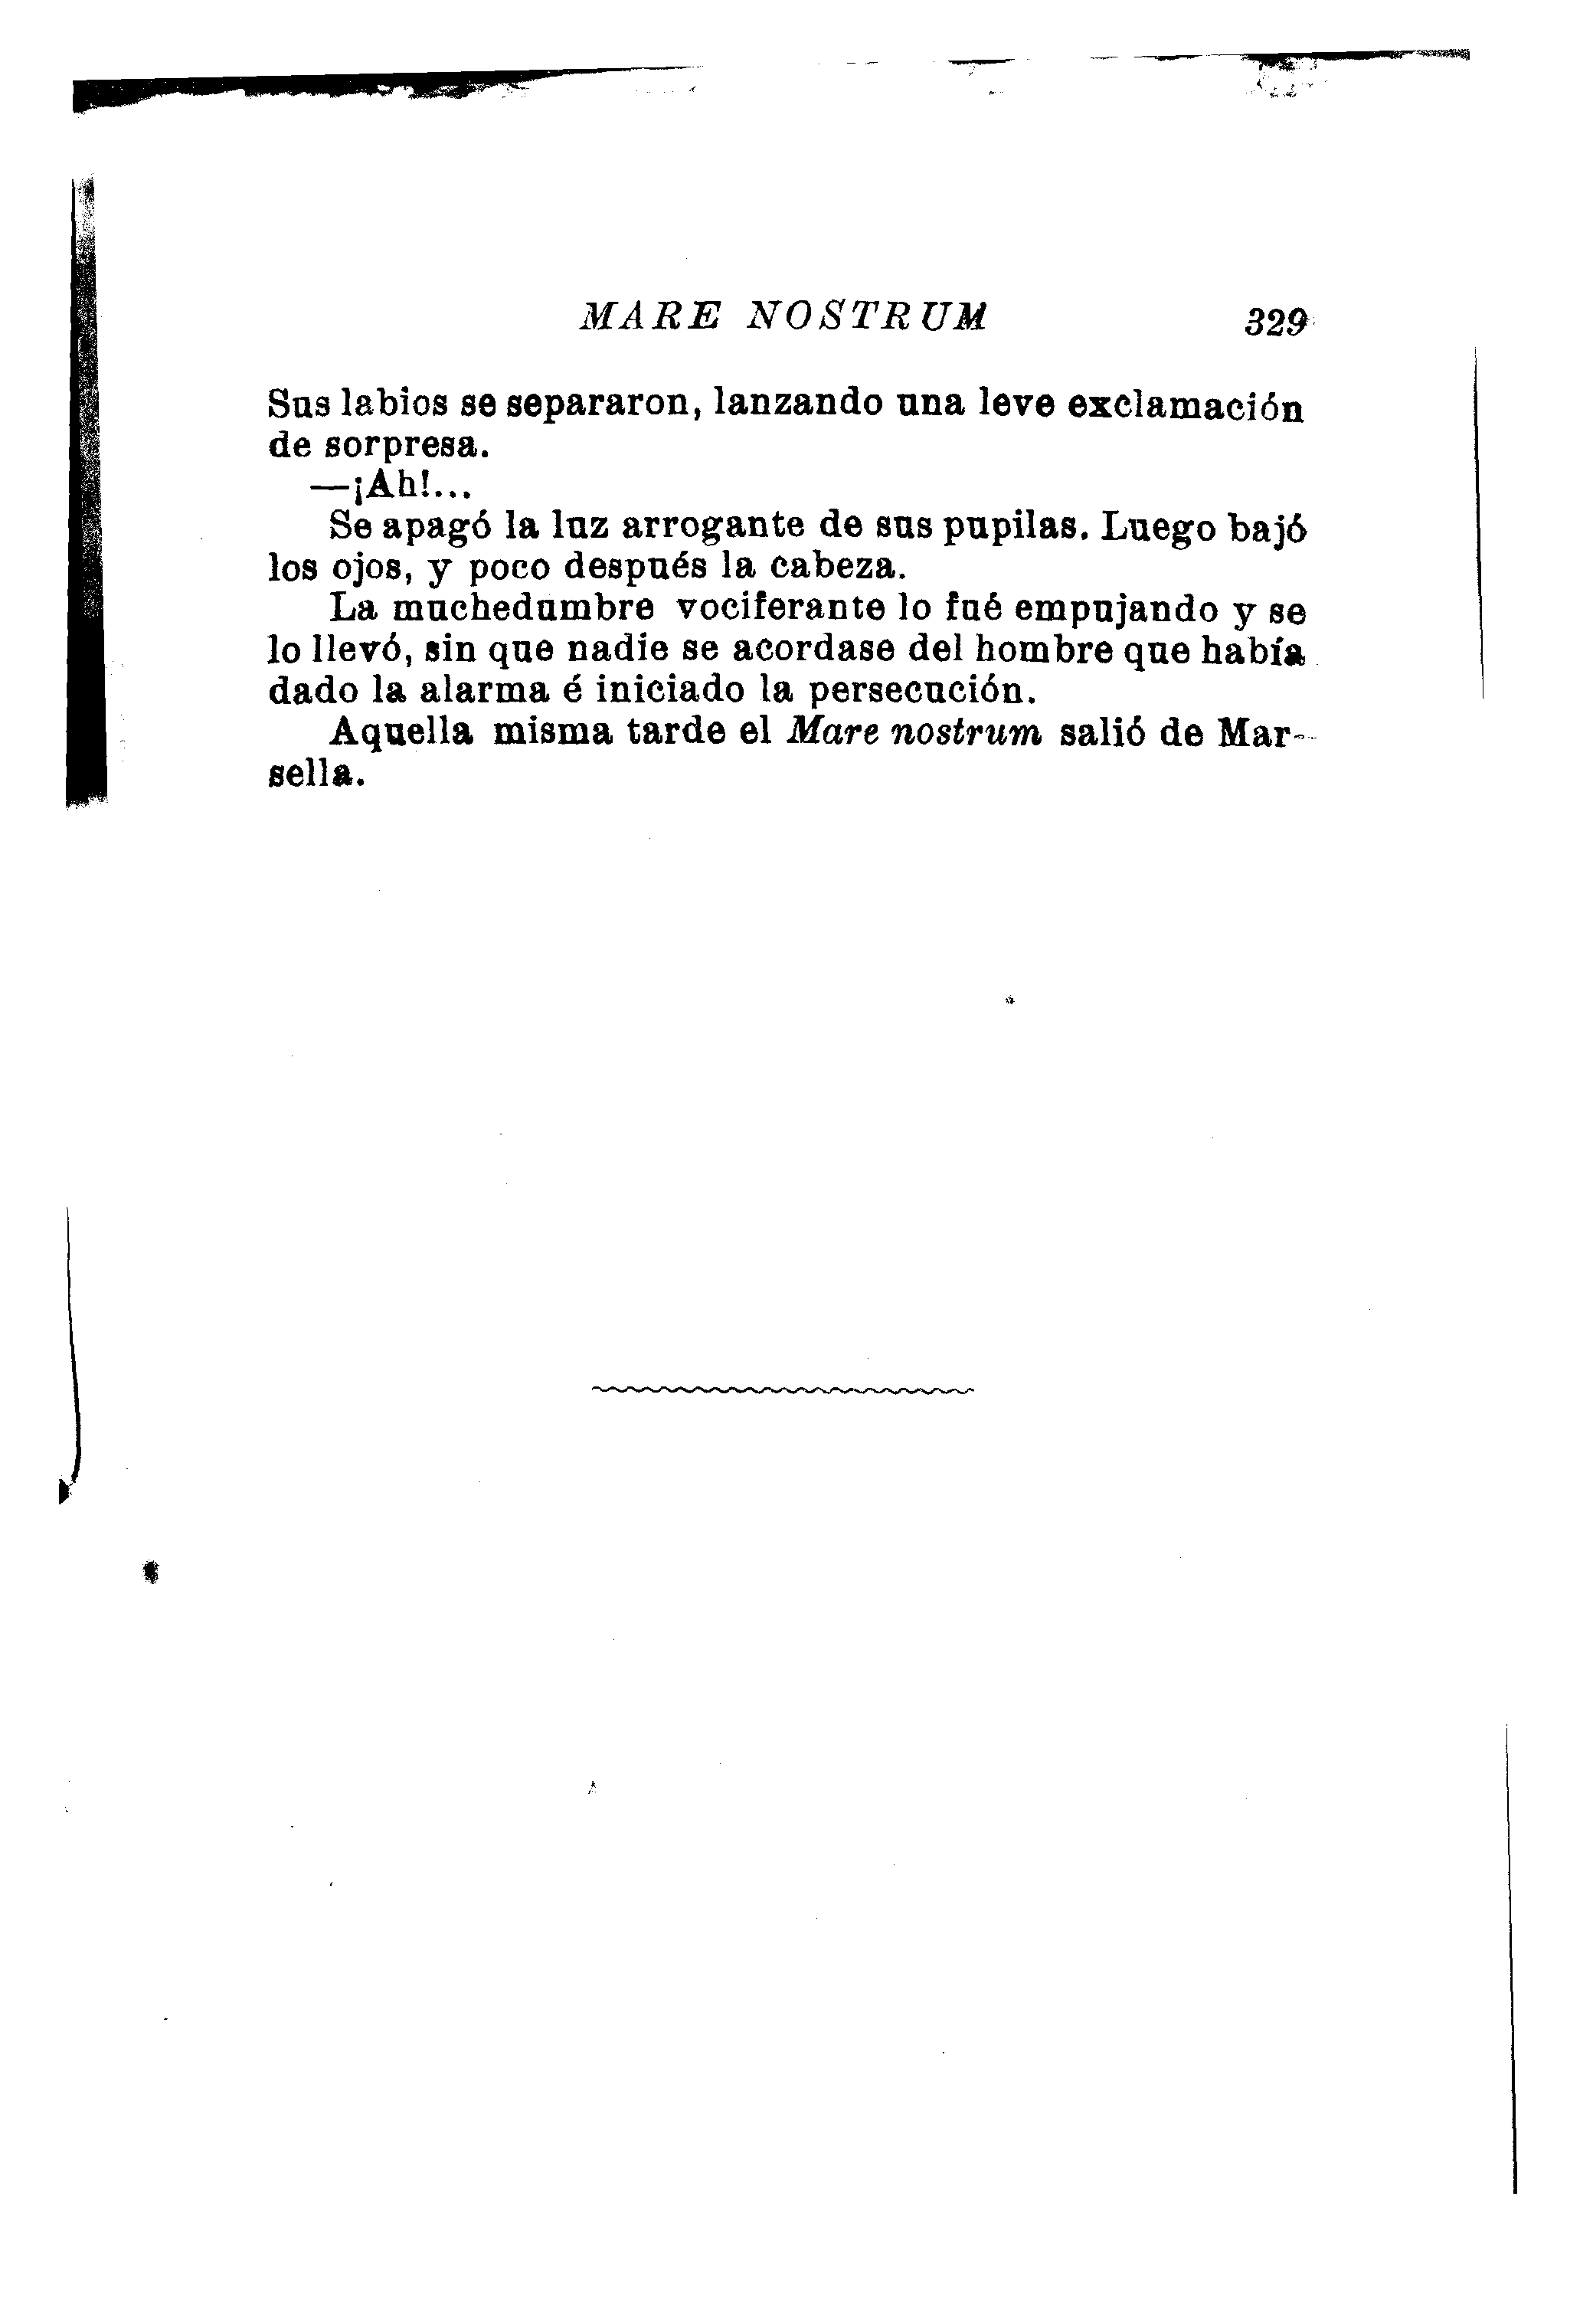 MARE NOSTRUM 329
Sus labios se separaron, lanzando una leve exclamación
de sorpresa.
—¡Ah!...
Se apagó la luz arrogante de sus pupilas. Luego bajó
los ojos, y poco después la cabeza.
La muchedumbre vociferante lo fué empujando y se
lo llevó, sin que nadie se acordase del hombre que había
dado la alarma é iniciado la persecución.
Aquella misma tarde el Mare nostrum salió de Mar-
sella.